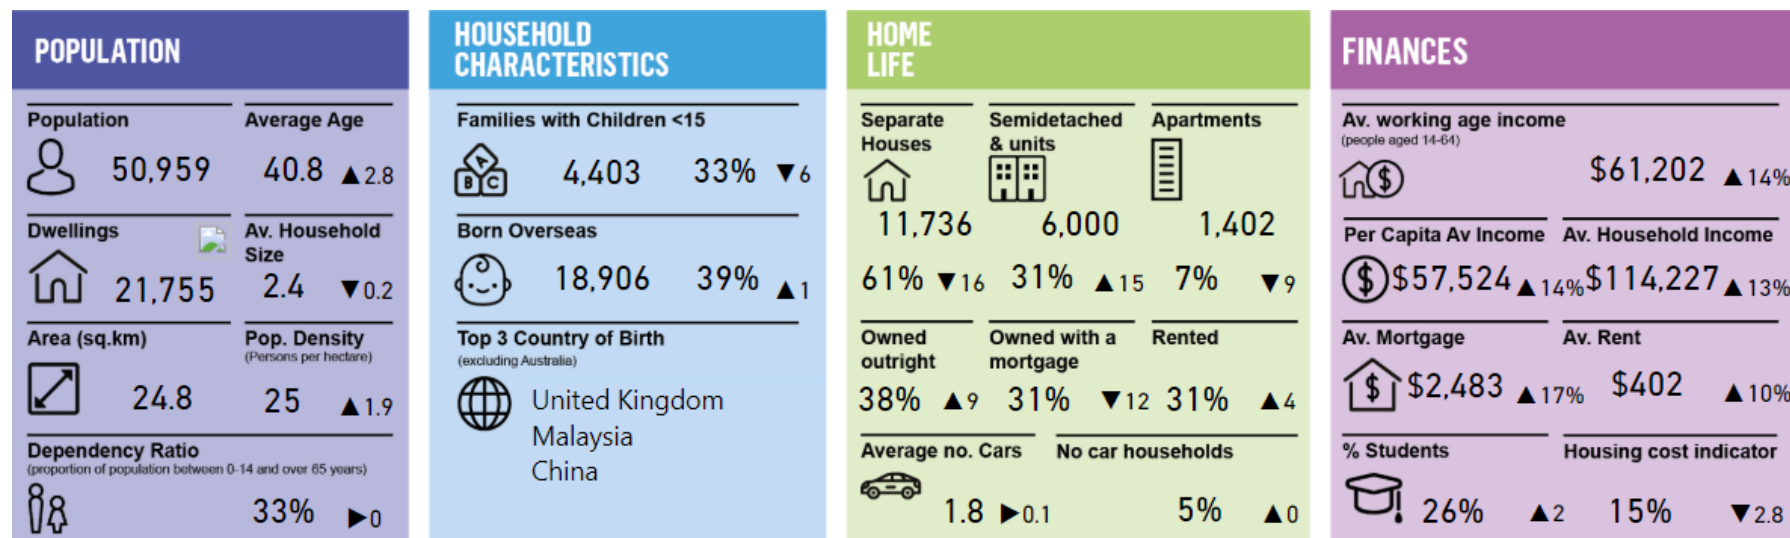 POPULATION
Population
50,959
Average Age
40.8 ▲2.8
Dwellings
21,755
Av. Household
Size
2.4 ▼0.2
Area (sq.km)
24.8
Pop. Density
(Persons per hectare)
25 ▲1.9
Dependency Ratio
(proportion of population between 0-14 and over 65 years)
33% ▶0
HOUSEHOLD
CHARACTERISTICS
Families with Children <15
A
B C
4,403 33% ▼6
Born Overseas
18,906 39% ▲1
Top 3 Country of Birth
(excluding Australia)
United Kingdom
Malaysia
China
HOME
LIFE
Separate
Houses
11,736
61% ▼16
Semidetached
& units
6,000
31% ▲15
Apartments
1,402
7% ▼9
Owned
outright
38% ▲9
Owned with a
mortgage
31% ▼12
Rented
31% ▲4
Average no. Cars
1.8 ▶0.1
No car households
5% ▲0
FINANCES
Av. working age income
(people aged 14-64)
$
$61,202 ▲14%
Per Capita Av Income
$
$57,524 ▲14%
Av. Household Income
$114,227 ▲13%
Av. Mortgage
$
$2,483 ▲17%
Av. Rent
$402 ▲10%
% Students
26% ▲2
Housing cost indicator
15% ▼2.8